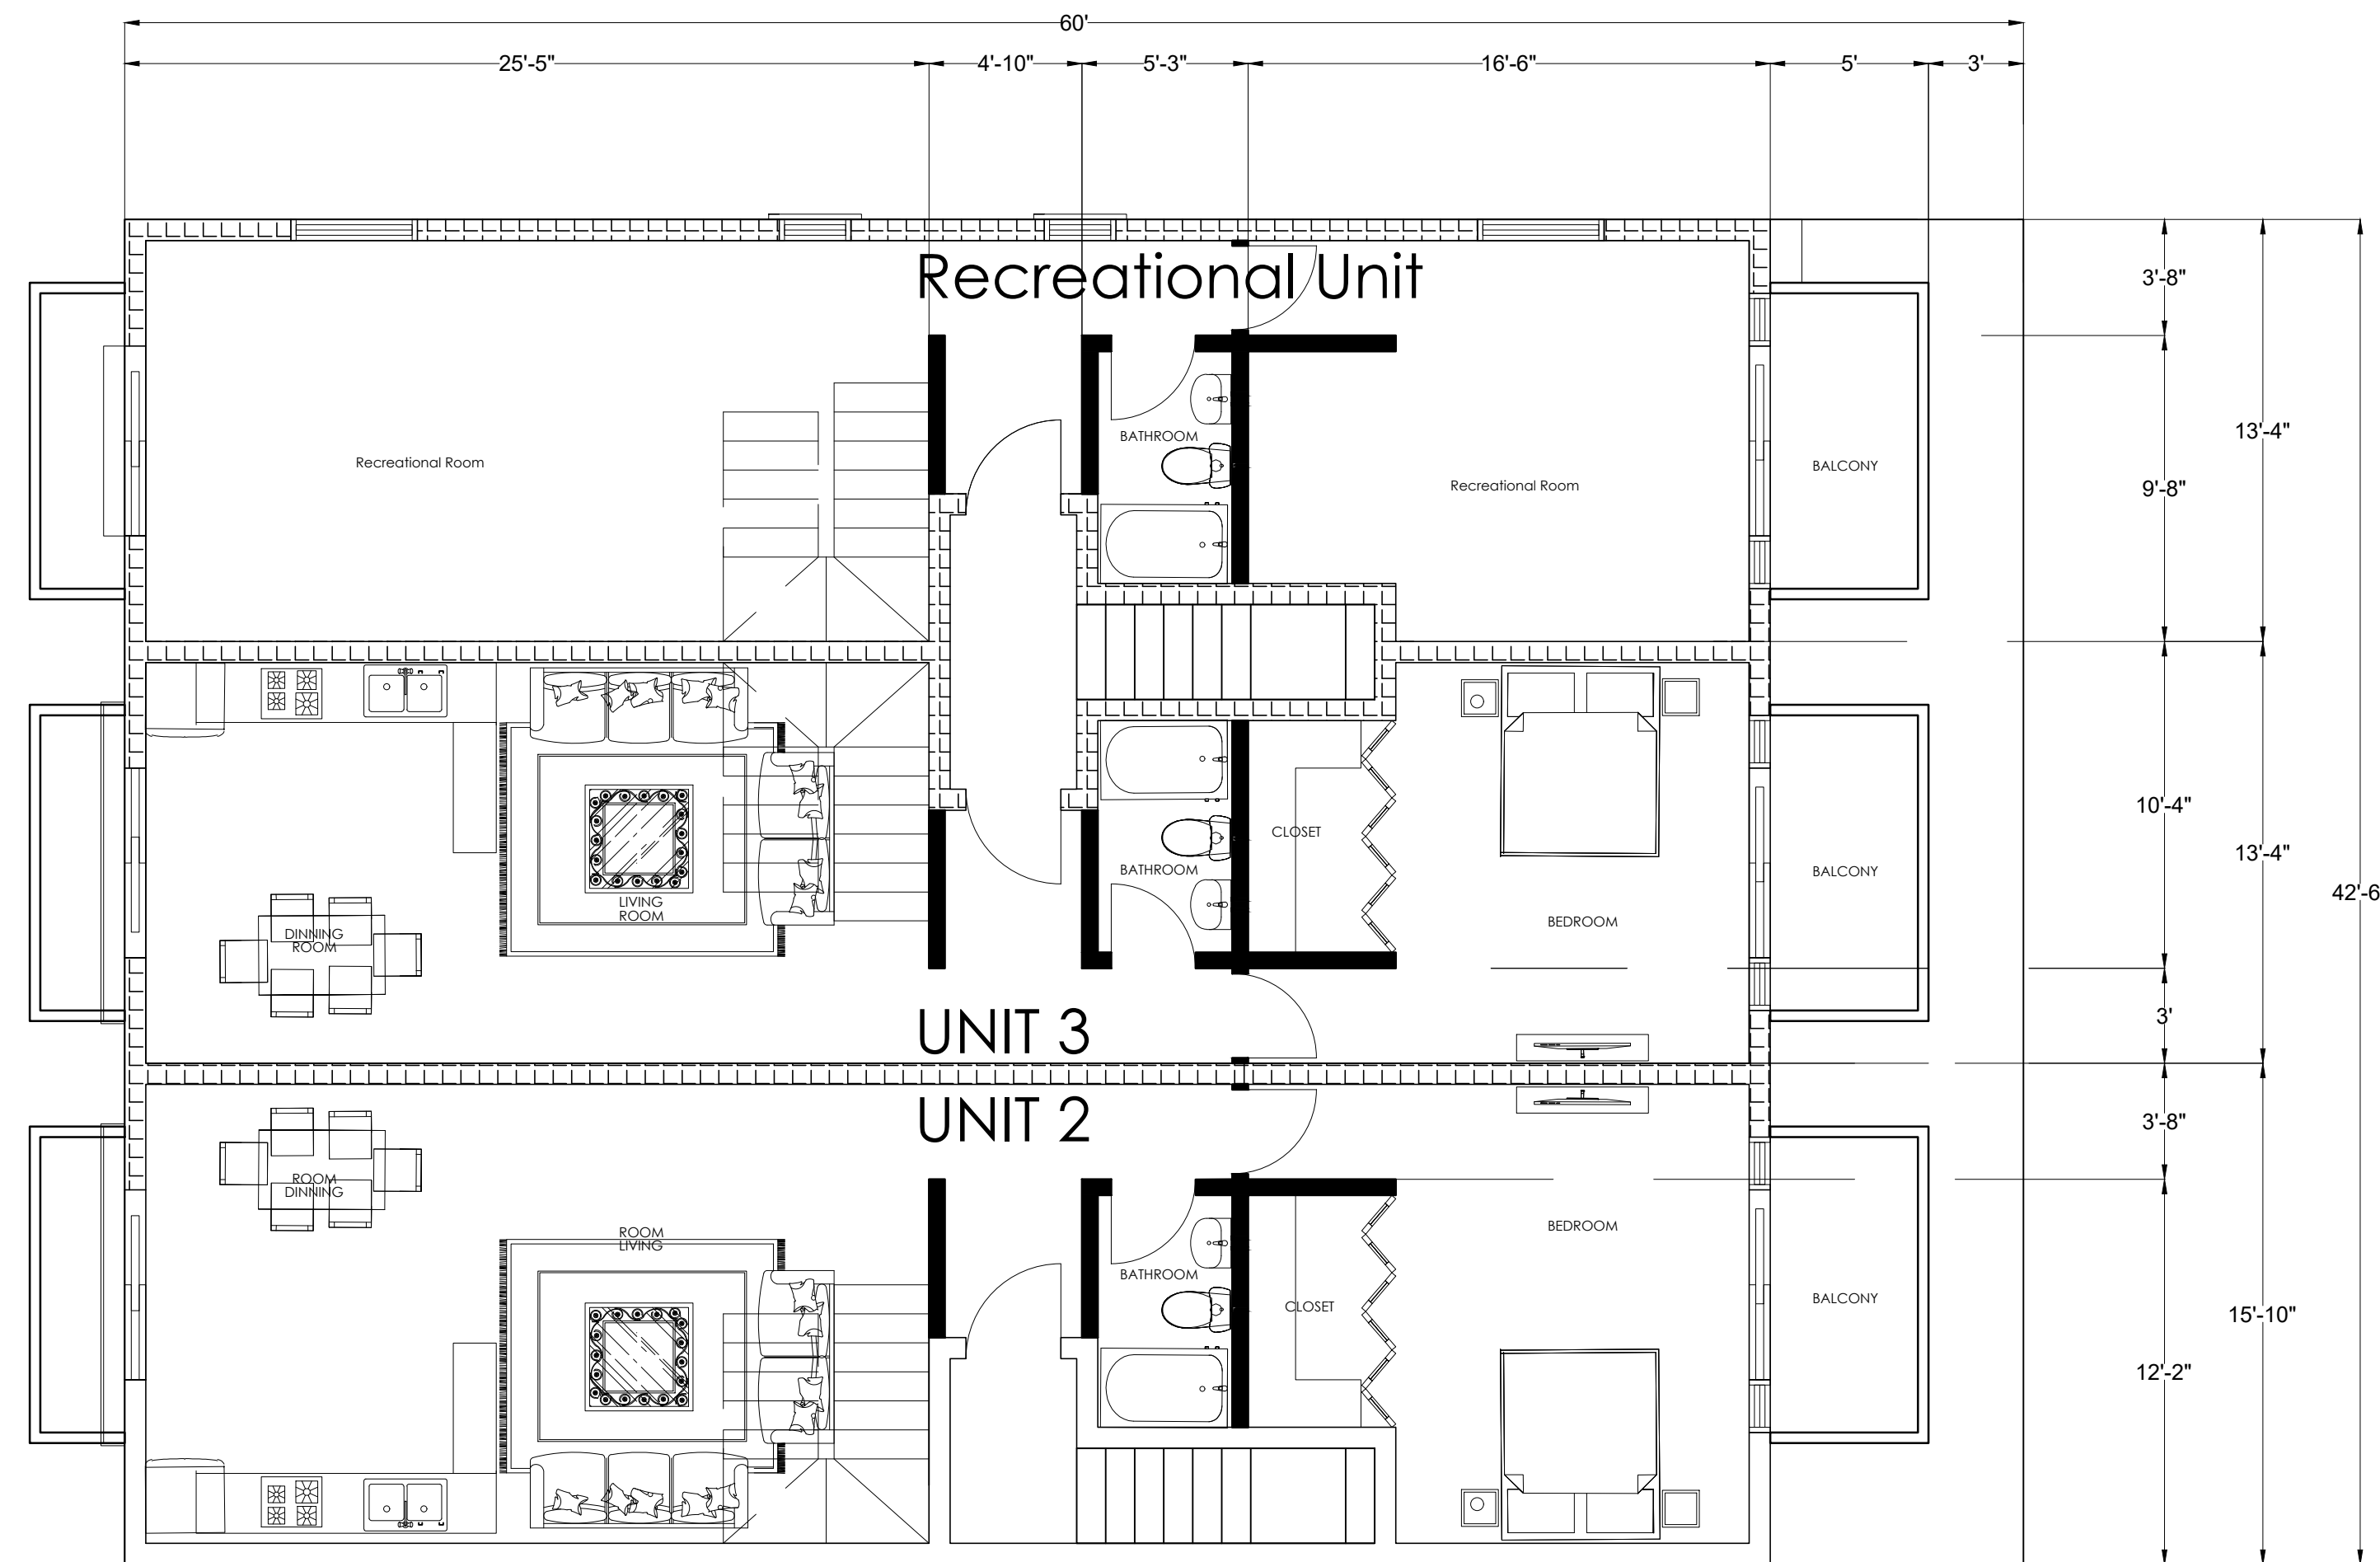 60'
25'-5"
4'-10"
5'-3"
16'-6"
5'
3'
Recreational Unit
3'-8"
13'-4"
BATHROOM
Recreational Room
BALCONY
Recreational Room
9'-8"
10'-4"
CLOSET
13'-4"
BATHROOM
BALCONY
42'-6
LIVING
ROOM
BEDROOM
DINNING
ROOM
3'
UNIT 3
UNIT 2
3'-8"
ROOM
DINNING
ROOM
LIVING
BEDROOM
BATHROOM
BALCONY
CLOSET
15'-10"
12'-2"